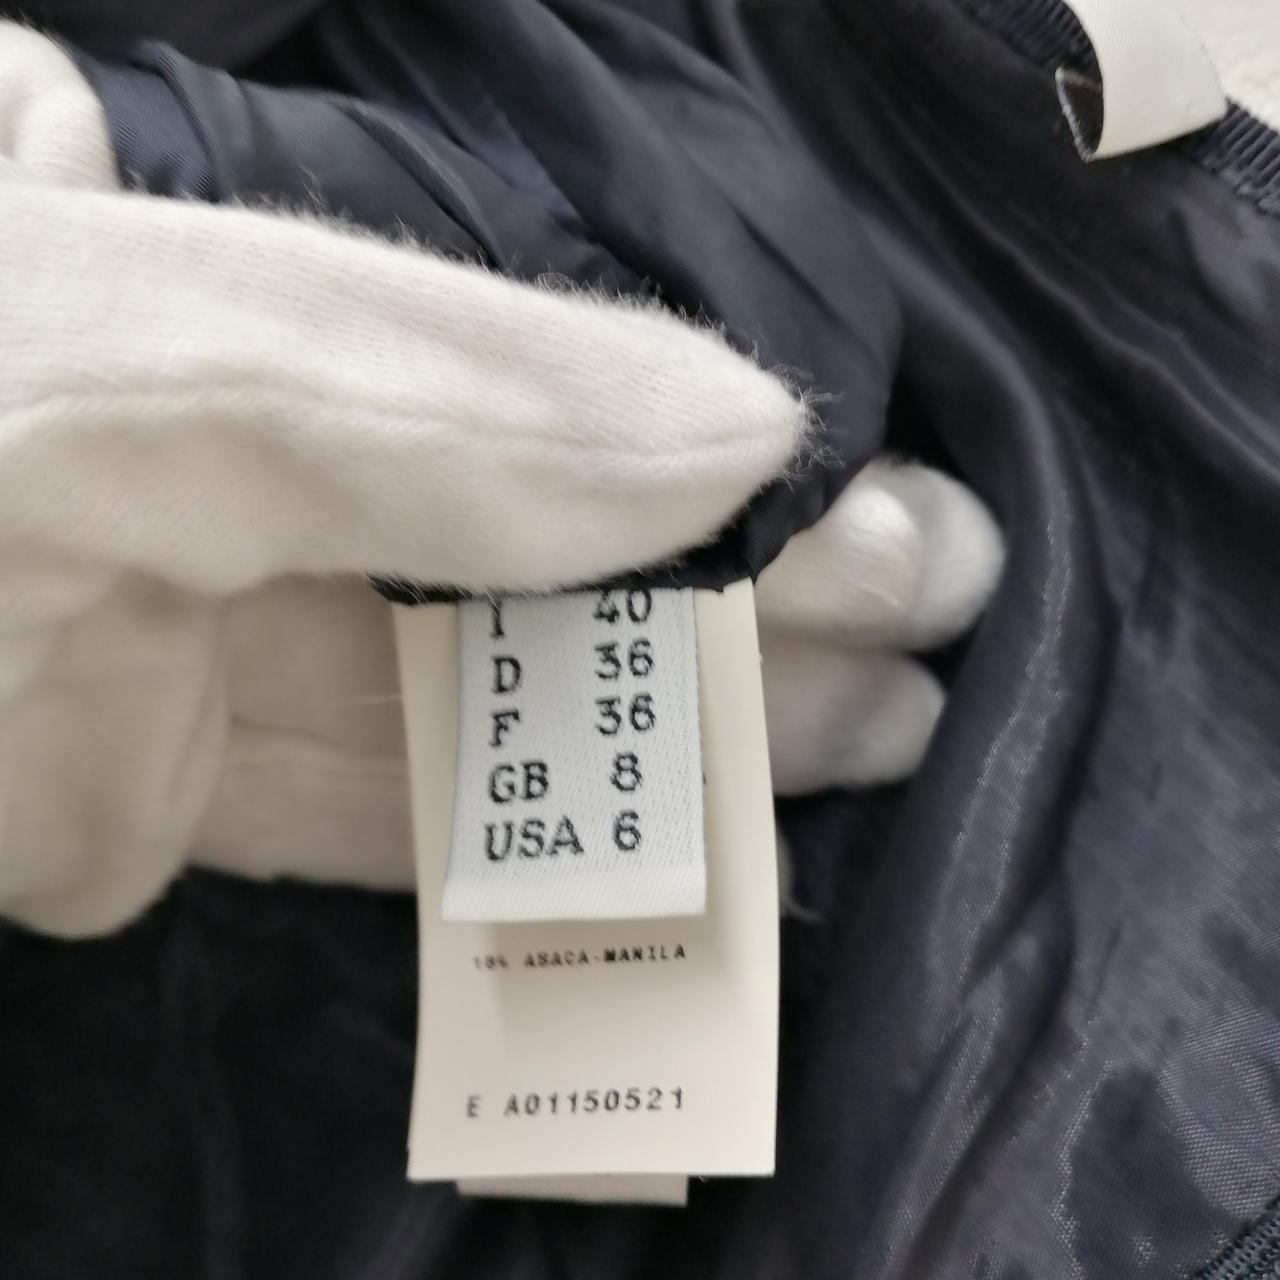 I 40
D 36
F 36
GB 8
USA 6
18% ABACA-MANILA
E A01150521